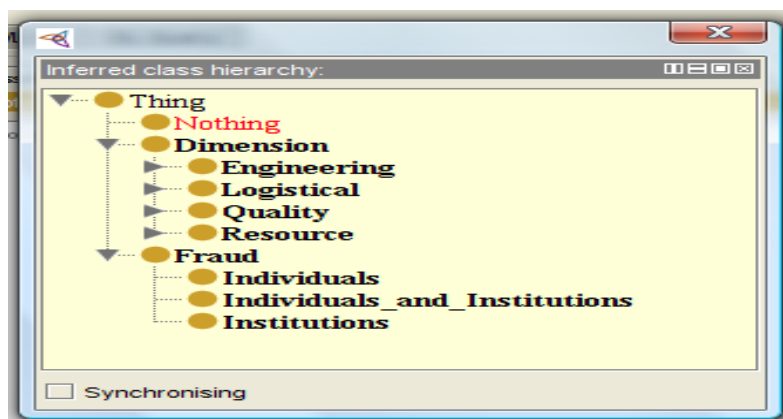 Inferred class hierarchy:
Thing
Nothing
Dimension
Engineering
Logistical
Quality
Resource
Fraud
Individuals
Individuals_and_Institutions
Institutions
Synchronising